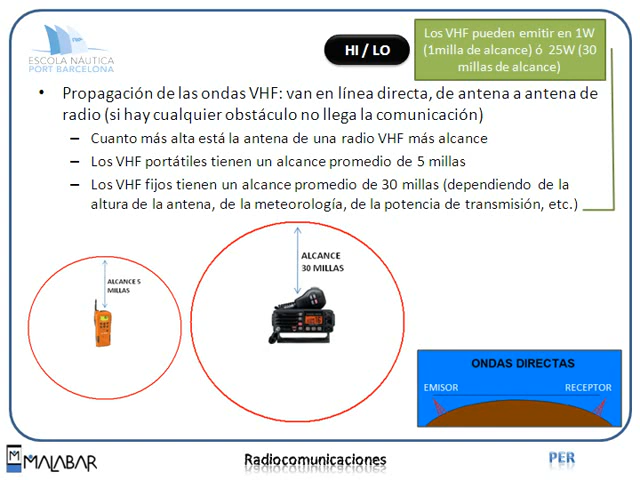 ESCOLA NÁUTICA
PORT BARCELONA
HI / LO
Los VHF pueden emitir en 1W
(1milla de alcance) ó 25W (30
millas de alcance)
• Propagación de las ondas VHF: van en línea directa, de antena a antena de
radio (si hay cualquier obstáculo no llega la comunicación)
– Cuanto más alta está la antena de una radio VHF más alcance
– Los VHF portátiles tienen un alcance promedio de 5 millas
– Los VHF fijos tienen un alcance promedio de 30 millas (dependiendo de la
altura de la antena, de la meteorología, de la potencia de transmisión, etc.)
ALCANCE
30 MILLAS
ALCANCE 5
MILLAS
ONDAS DIRECTAS
EMISOR
RECEPTOR
MALABAR
Radiocomunicaciones
PER